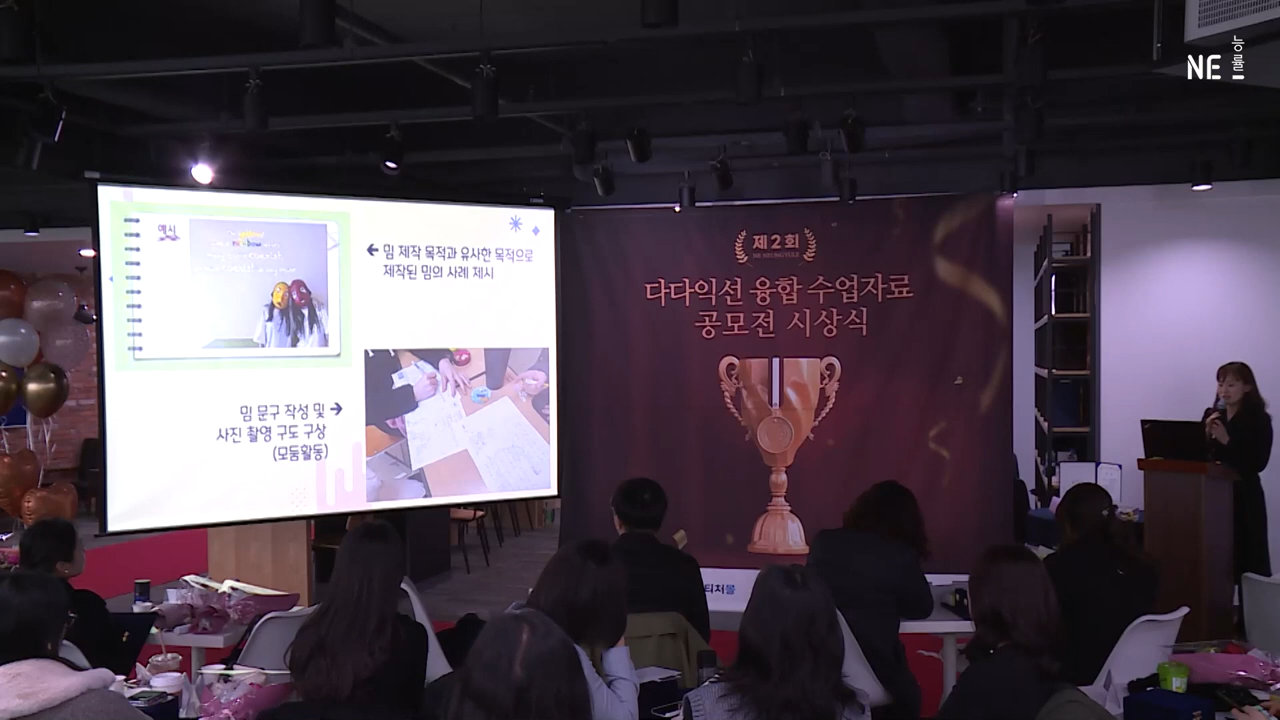 NE 능률
예시
← 밈 제작 목적과 유사한 목적으로
제작된 밈의 사례 제시
밈 문구 작성 및 →
사진 촬영 구도 구상
(모둠활동)
제2회
NE NEUNGYULE
다다익선 융합 수업자료
공모전 시상식
티처몰